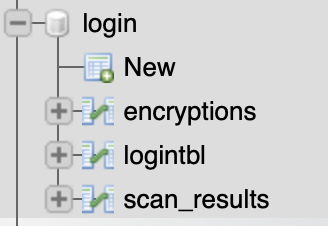 login
New
encryptions
logintbl
scan_results